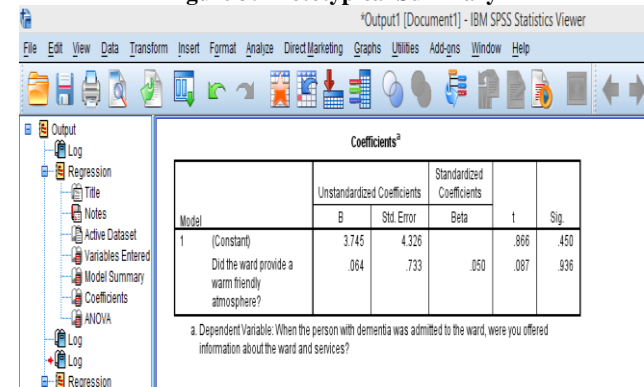 *Output1 [Document1] - IBM SPSS Statistics Viewer
File Edit View Data Transform Insert Format Analyze Direct Marketing Graphs Utilities Add-ons Window Help
Output
Log
Regression
Title
Notes
Active Dataset
Variables Entered
Model Summary
Coefficients
ANOVA
Log
Log
Regression
Coefficientsa
Model
Unstandardized Coefficients
Standardized Coefficients
B Std. Error Beta t Sig.
1 (Constant) 3.745 4.326 .866 .450
Did the ward provide a warm friendly atmosphere? .064 .733 .050 .087 .936
a. Dependent Variable: When the person with dementia was admitted to the ward, were you offered
information about the ward and services?